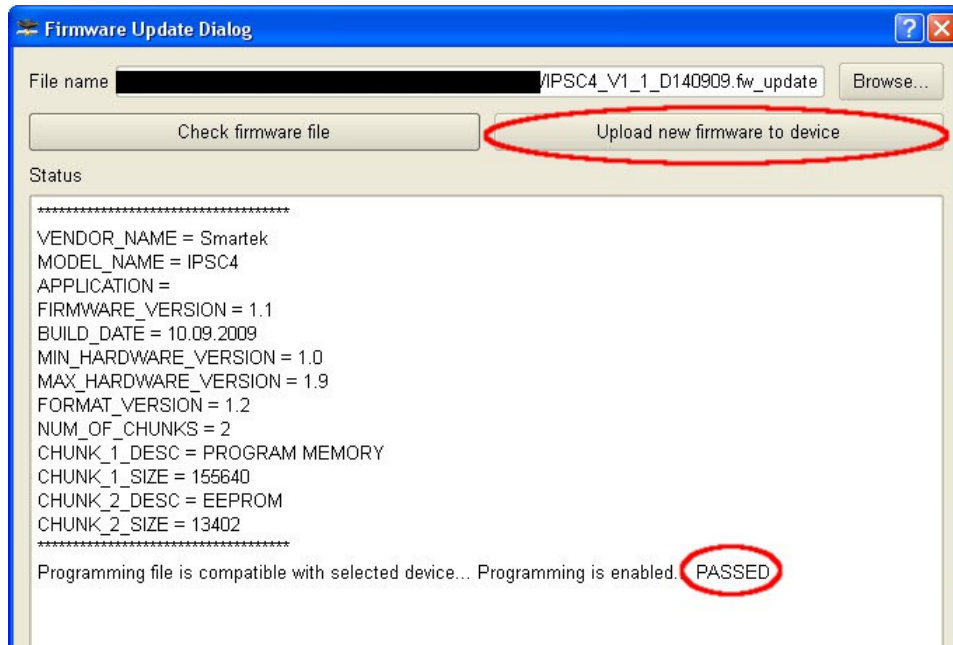 Firmware Update Dialog
File name /IPSC4_V1_1_D140909.fw_update Browse...
Check firmware file Upload new firmware to device
Status
************************************
VENDOR_NAME = Smartek
MODEL_NAME = IPSC4
APPLICATION =
FIRMWARE_VERSION = 1.1
BUILD_DATE = 10.09.2009
MIN_HARDWARE_VERSION = 1.0
MAX_HARDWARE_VERSION = 1.9
FORMAT_VERSION = 1.2
NUM_OF_CHUNKS = 2
CHUNK_1_DESC = PROGRAM MEMORY
CHUNK_1_SIZE = 155640
CHUNK_2_DESC = EEPROM
CHUNK_2_SIZE = 13402
************************************
Programming file is compatible with selected device... Programming is enabled... PASSED